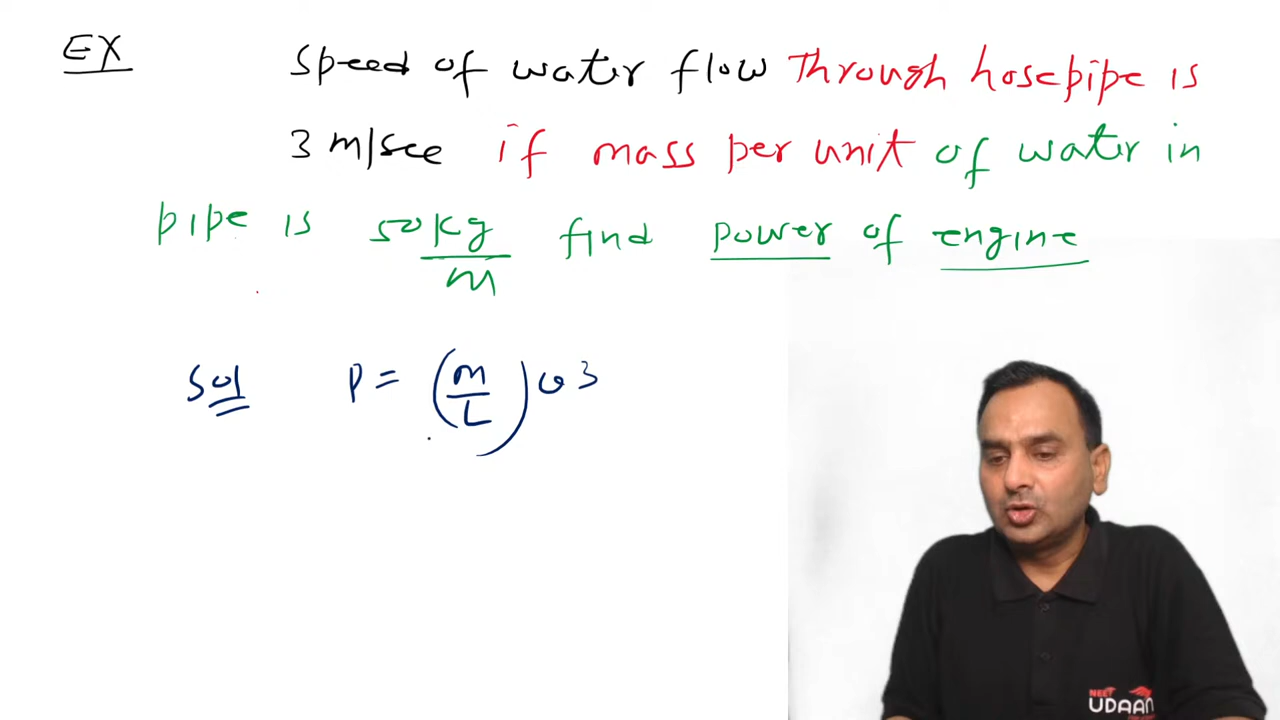 EX
Speed of water flow Through hosepipe is
3 m/sec if mass per unit of water in
pipe is 50kg/m find power of engine
Sol P = (m/L)v3
NEET
UDAAN